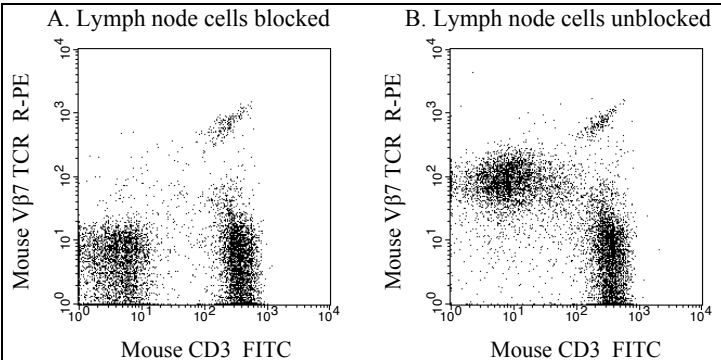 A. Lymph node cells blocked
Mouse Vβ7 TCR R-PE
10^4
10^3
10^2
10^1
10^0
10^0 10^1 10^2 10^3 10^4
Mouse CD3 FITC
B. Lymph node cells unblocked
Mouse Vβ7 TCR R-PE
10^4
10^3
10^2
10^1
10^0
10^0 10^1 10^2 10^3 10^4
Mouse CD3 FITC